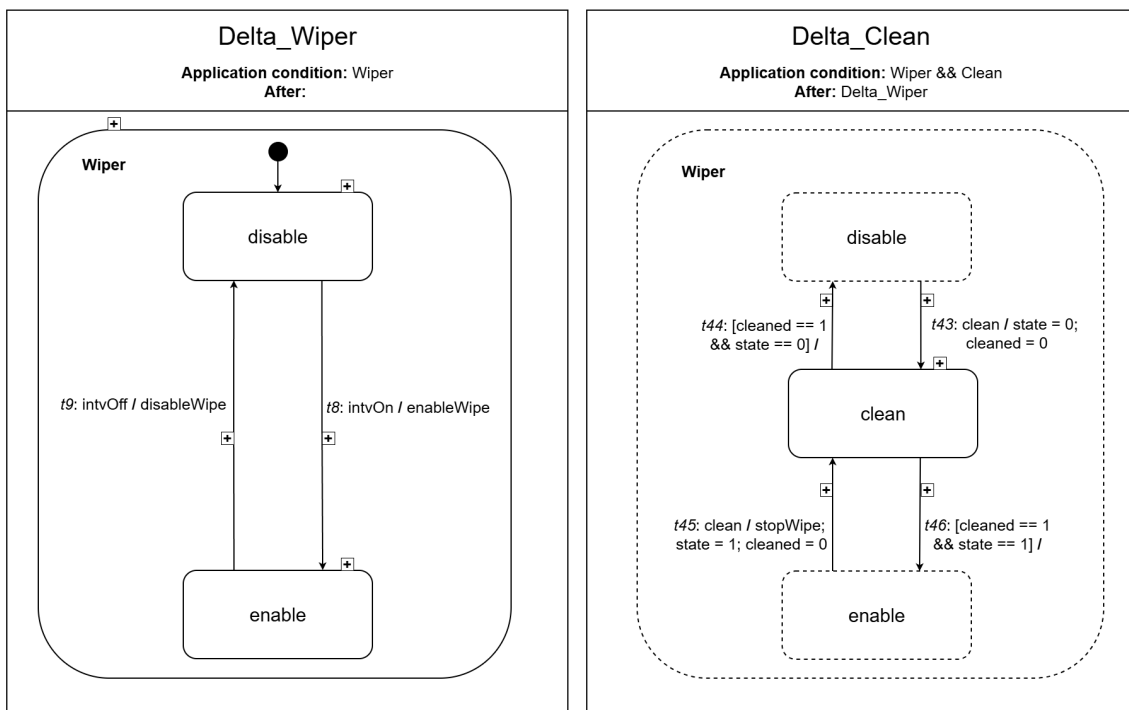 Delta_Wiper
Application condition: Wiper
After:
Wiper
disable
t9: intvOff / disableWipe
t8: intvOn / enableWipe
enable
Delta_Clean
Application condition: Wiper && Clean
After: Delta_Wiper
Wiper
disable
t44: [cleaned == 1
&& state == 0] /
t43: clean / state = 0;
cleaned = 0
clean
t45: clean / stopWipe;
state = 1; cleaned = 0
t46: [cleaned == 1
&& state == 1] /
enable